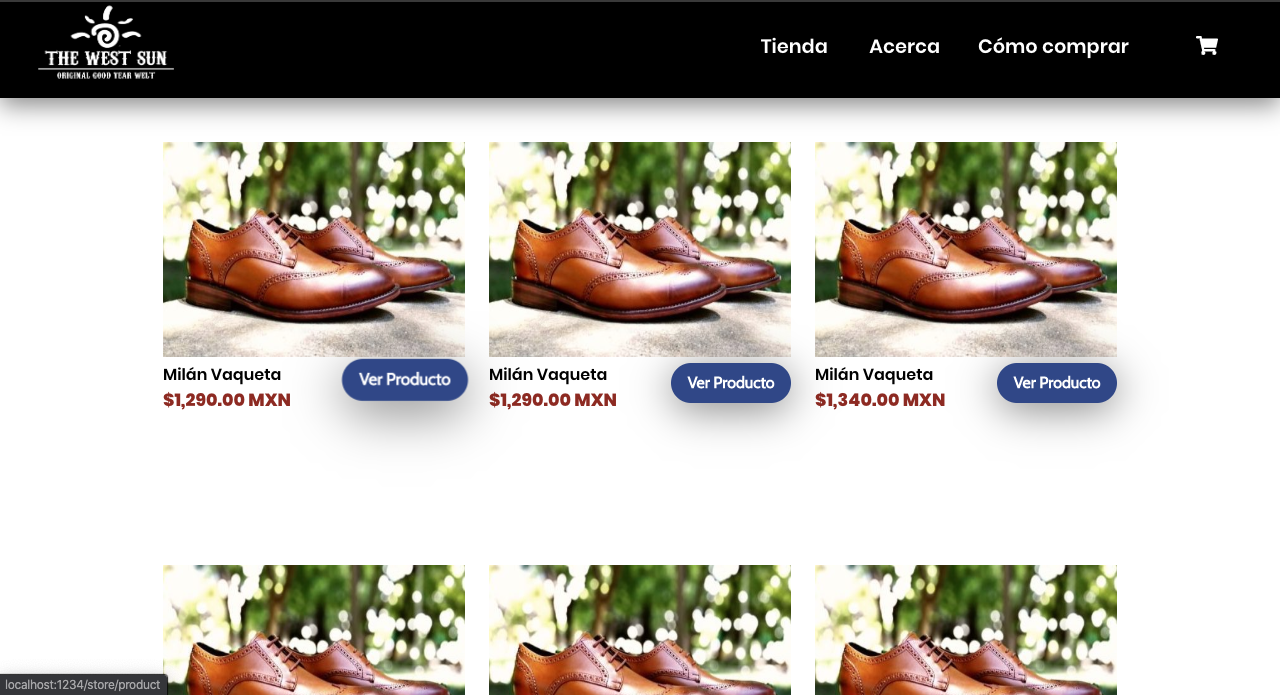 THE WEST SUN
ORIGINAL GOOD YEAR WELT
Tienda
Acerca
Cómo comprar
Milán Vaqueta
$1,290.00 MXN
Ver Producto
Milán Vaqueta
$1,290.00 MXN
Ver Producto
Milán Vaqueta
$1,340.00 MXN
Ver Producto
localhost:1234/store/product